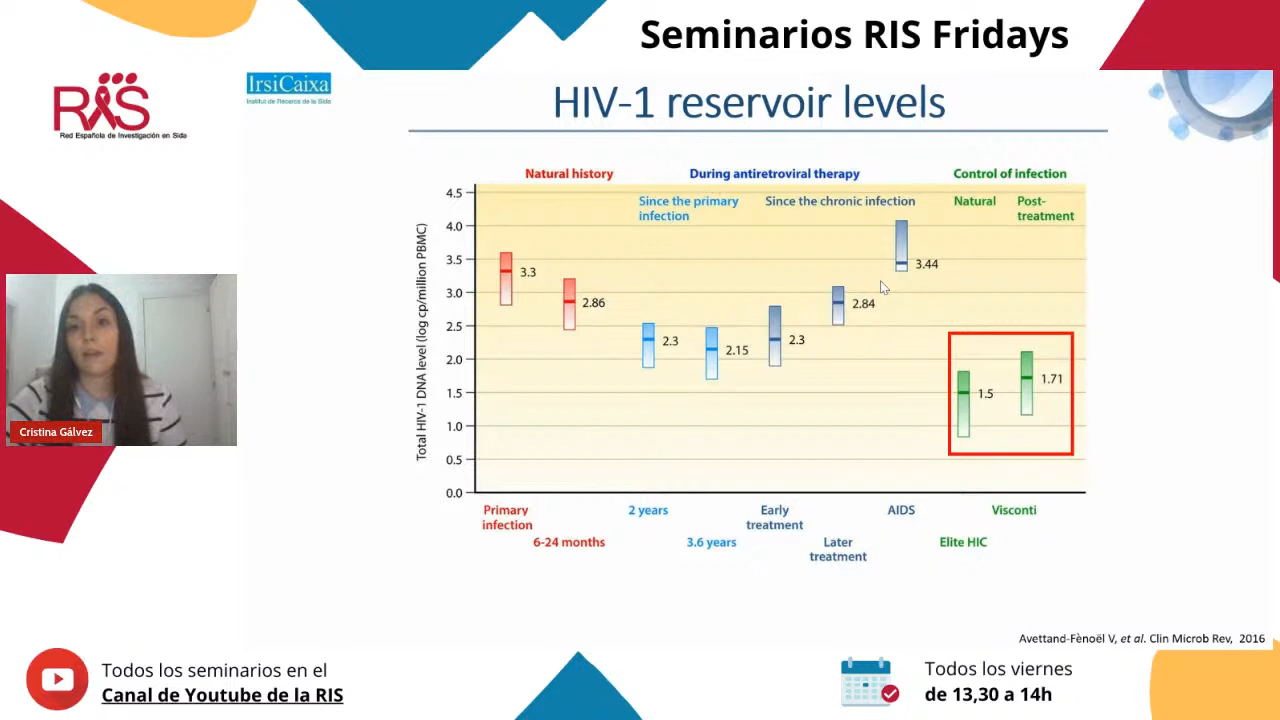 Seminarios RIS Fridays
RIS
Red Española de Investigación en Sida
IrsiCaixa
Institut de Recerca de la Sida
HIV-1 reservoir levels
Natural history
During antiretroviral therapy
Control of infection
Since the primary
infection
Since the chronic infection
Natural
Post-
treatment
Total HIV-1 DNA level (log cp/million PBMC)
4.5
4.0
3.5
3.0
2.5
2.0
1.5
1.0
0.5
0.0
3.3
2.86
2.3
2.15
2.3
2.84
3.44
1.5
1.71
Primary
infection
6-24 months
2 years
3.6 years
Early
treatment
Later
treatment
AIDS
Elite HIC
Visconti
Cristina Gálvez
Avettand-Fènoël V, et al. Clin Microb Rev, 2016
Todos los seminarios en el
Canal de Youtube de la RIS
Todos los viernes
de 13,30 a 14h